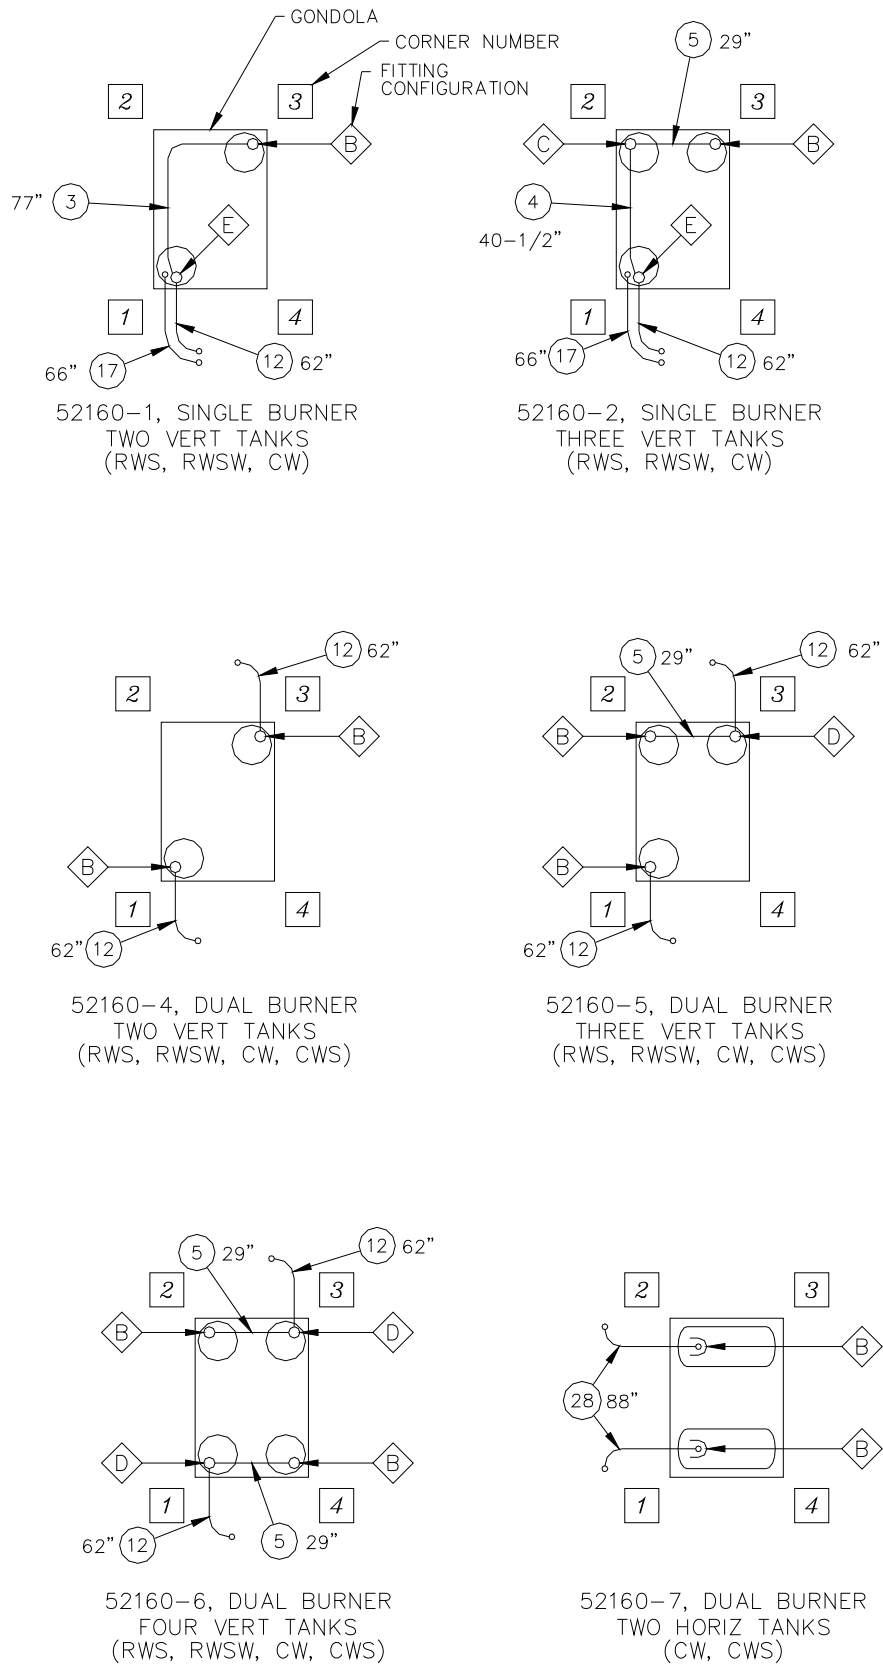 GONDOLA
CORNER NUMBER
FITTING
CONFIGURATION
2
3
B
77” 3
E
1
4
66” 17
12 62”
52160-1, SINGLE BURNER
TWO VERT TANKS
(RWS, RWSW, CW)
5 29”
2
3
C
B
4
40-1/2”
E
1
4
66” 17
12 62”
52160-2, SINGLE BURNER
THREE VERT TANKS
(RWS, RWSW, CW)
12 62”
2
3
B
B
1
4
62” 12
52160-4, DUAL BURNER
TWO VERT TANKS
(RWS, RWSW, CW, CWS)
5 29”
12 62”
2
3
B
D
B
1
4
62” 12
52160-5, DUAL BURNER
THREE VERT TANKS
(RWS, RWSW, CW, CWS)
5 29”
12 62”
2
3
B
D
D
B
1
4
62” 12
5 29”
52160-6, DUAL BURNER
FOUR VERT TANKS
(RWS, RWSW, CW, CWS)
2
3
B
28 88”
B
1
4
52160-7, DUAL BURNER
TWO HORIZ TANKS
(CW, CWS)